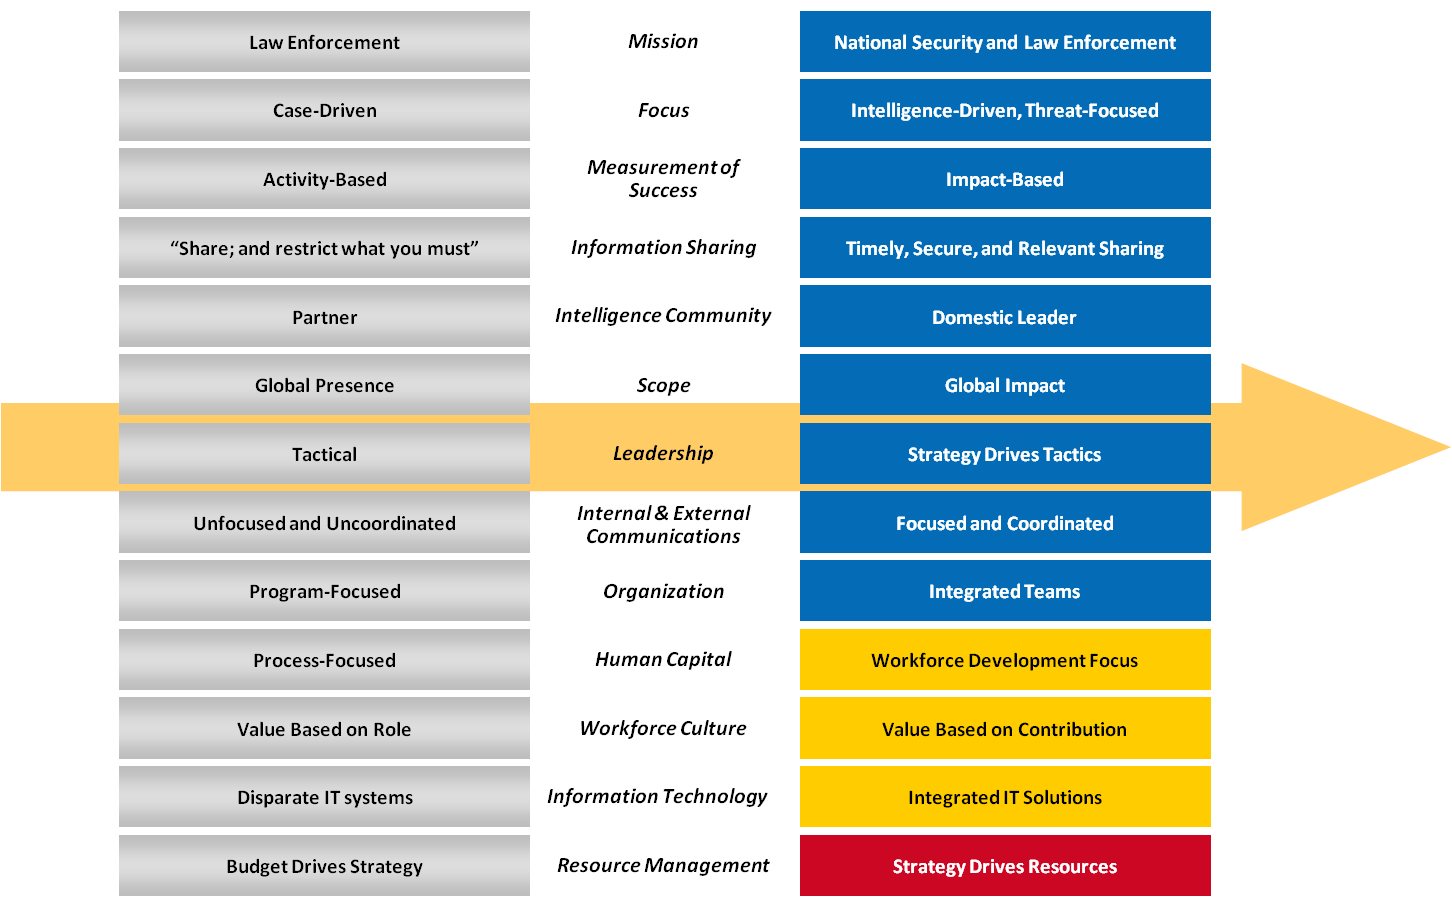 Law Enforcement
Mission
National Security and Law Enforcement
Case-Driven
Focus
Intelligence-Driven, Threat-Focused
Activity-Based
Measurement of
Success
Impact-Based
“Share; and restrict what you must”
Information Sharing
Timely, Secure, and Relevant Sharing
Partner
Intelligence Community
Domestic Leader
Global Presence
Scope
Global Impact
Tactical
Leadership
Strategy Drives Tactics
Unfocused and Uncoordinated
Internal & External
Communications
Focused and Coordinated
Program-Focused
Organization
Integrated Teams
Process-Focused
Human Capital
Workforce Development Focus
Value Based on Role
Workforce Culture
Value Based on Contribution
Disparate IT systems
Information Technology
Integrated IT Solutions
Budget Drives Strategy
Resource Management
Strategy Drives Resources